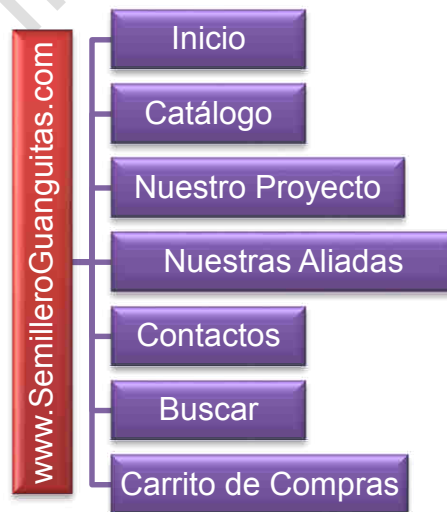 www.SemilleroGuanguitas.com
Inicio
Catálogo
Nuestro Proyecto
Nuestras Aliadas
Contactos
Buscar
Carrito de Compras